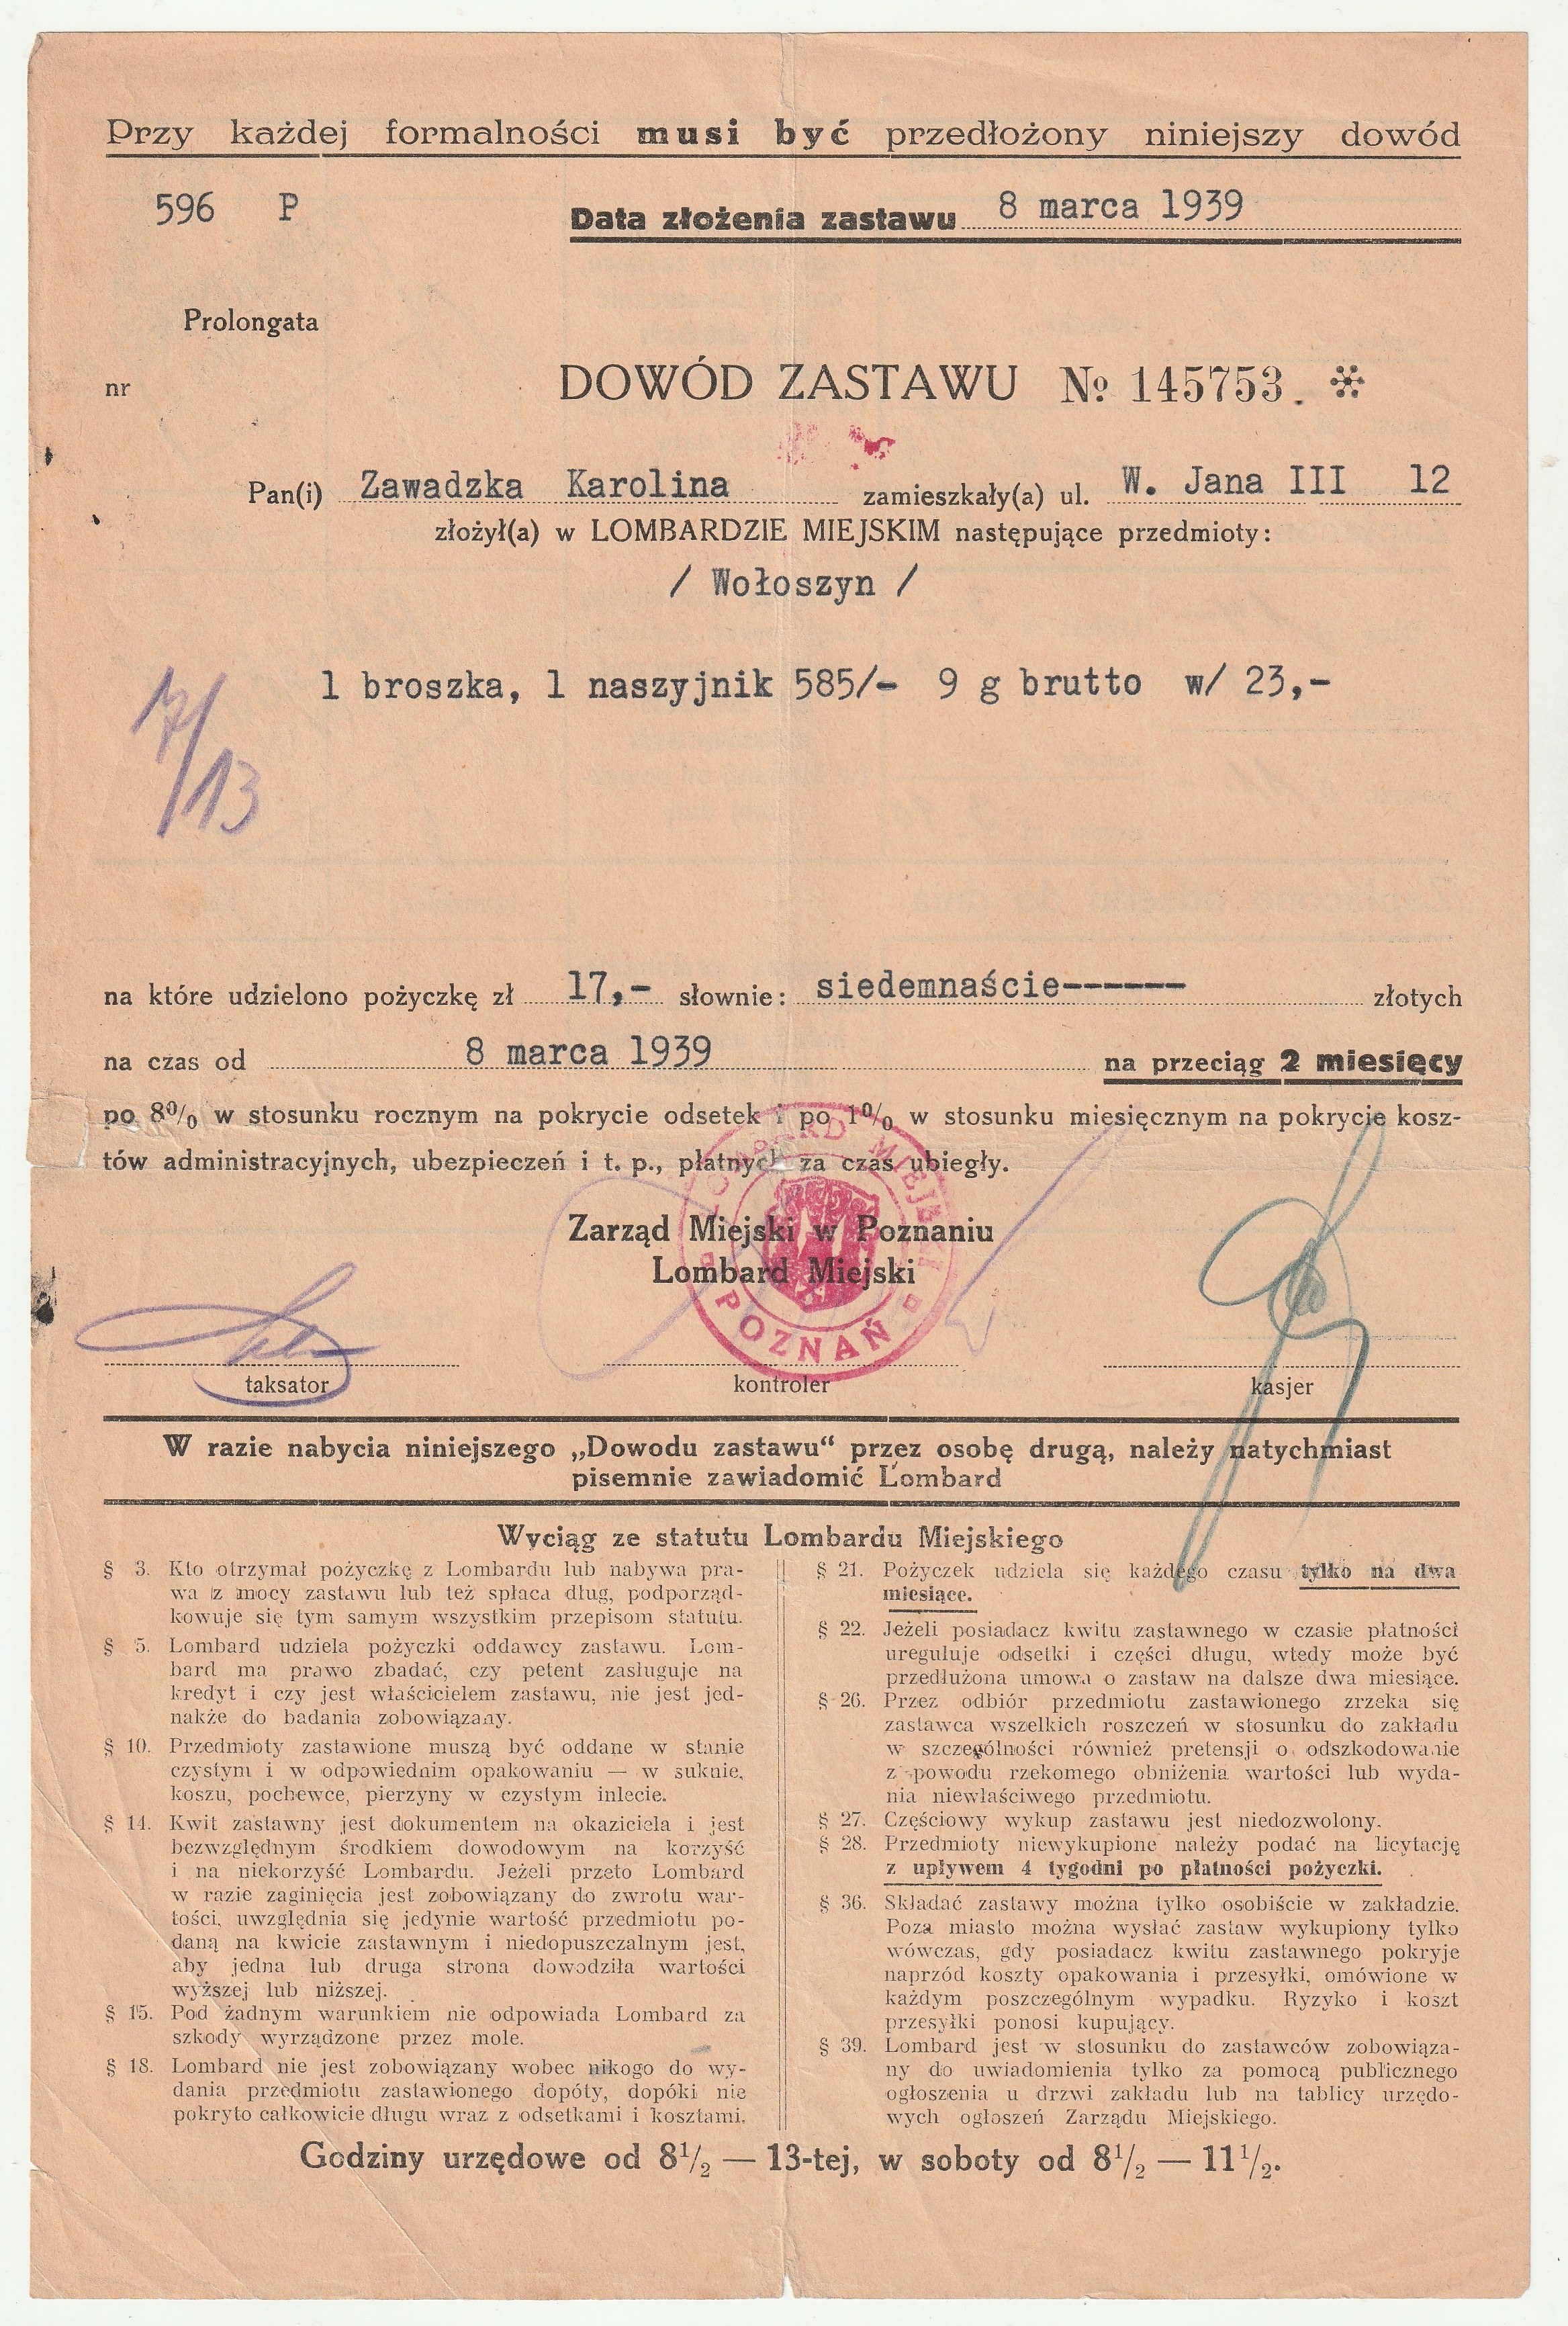 Przy każdej formalności musi być przedłożony niniejszy dowód
596 P
Data złożenia zastawu 8 marca 1939
Prolongata
nr
DOWÓD ZASTAWU № 145753.
Pan(i) Zawadzka Karolina zamieszkały(a) ul. W. Jana III 12
złożył(a) w LOMBARDZIE MIEJSKIM następujące przedmioty:
/ Wołoszyn /
1 broszka, 1 naszyjnik 585/- 9 g brutto w/ 23,-
17/13
na które udzielono pożyczkę zł 17,- słownie: siedemnaście------ złotych
na czas od 8 marca 1939 na przeciąg 2 miesięcy
po 8% w stosunku rocznym na pokrycie odsetek i po 1% w stosunku miesięcznym na pokrycie kosz-
tów administracyjnych, ubezpieczeń i t. p., płatnych za czas ubiegły.
Zarząd Miejski w Poznaniu
Lombard Miejski
LOMBARD MIEJSKI POZNAŃ
taksator kontroler kasjer
W razie nabycia niniejszego „Dowodu zastawu“ przez osobę drugą, należy natychmiast
pisemnie zawiadomić Lombard
Wyciąg ze statutu Lombardu Miejskiego
§ 3. Kto otrzymał pożyczkę z Lombardu lub nabywa pra-
wa z mocy zastawu lub też spłaca dług, podporząd-
kowuje się tym samym wszystkim przepisom statutu.
§ 5. Lombard udziela pożyczki oddawcy zastawu. Lom-
bard ma prawo zbadać, czy petent zasługuje na
kredyt i czy jest właścicielem zastawu, nie jest jed-
nakże do badania zobowiązany.
§ 10. Przedmioty zastawione muszą być oddane w stanie
czystym i w odpowiednim opakowaniu — w suknie,
koszu, pochewce, pierzyny w czystym inlecie.
§ 14. Kwit zastawny jest dokumentem na okaziciela i jest
bezwzględnym środkiem dowodowym na korzyść
i na niekorzyść Lombardu. Jeżeli przeto Lombard
w razie zaginięcia jest zobowiązany do zwrotu war-
tości, uwzględnia się jedynie wartość przedmiotu po-
daną na kwicie zastawnym i niedopuszczalnym jest,
aby jedna lub druga strona dowodziła wartości
wyższej lub niższej.
§ 15. Pod żadnym warunkiem nie odpowiada Lombard za
szkody wyrządzone przez mole.
§ 18. Lombard nie jest zobowiązany wobec nikogo do wy-
dania przedmiotu zastawionego dopóty, dopóki nie
pokryto całkowicie długu wraz z odsetkami i kosztami.
§ 21. Pożyczek udziela się każdego czasu tylko na dwa
miesiące.
§ 22. Jeżeli posiadacz kwitu zastawnego w czasie płatności
ureguluje odsetki i części długu, wtedy może być
przedłużona umowa o zastaw na dalsze dwa miesiące.
§ 26. Przez odbiór przedmiotu zastawionego zrzeka się
zastawca wszelkich roszczeń w stosunku do zakładu
w szczególności również pretensji o odszkodowanie
z powodu rzekomego obniżenia wartości lub wyda-
nia niewłaściwego przedmiotu.
§ 27. Częściowy wykup zastawu jest niedozwolony.
§ 28. Przedmioty niewykupione należy podać na licytację
z upływem 4 tygodni po płatności pożyczki.
§ 36. Składać zastawy można tylko osobiście w zakładzie.
Poza miasto można wysłać zastaw wykupiony tylko
wówczas, gdy posiadacz kwitu zastawnego pokryje
naprzód koszty opakowania i przesyłki, omówione w
każdym poszczególnym wypadku. Ryzyko i koszt
przesyłki ponosi kupujący.
§ 39. Lombard jest w stosunku do zastawców zobowiąza-
ny do uwiadomienia tylko za pomocą publicznego
ogłoszenia u drzwi zakładu lub na tablicy urzędo-
wych ogłoszeń Zarządu Miejskiego.
Godziny urzędowe od 8½ — 13-tej, w soboty od 8½ — 11½.